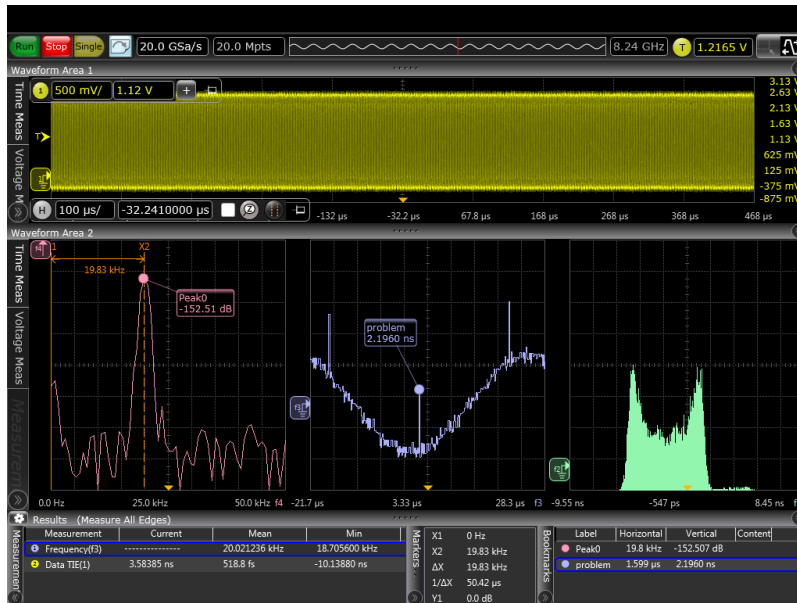 Run Stop Single 20.0 GSa/s 20.0 Mpts 8.24 GHz T 1.2165 V
Waveform Area 1
Time Meas
Voltage M
1 500 mV/ 1.12 V +
T
3.13 V
2.63 V
2.13 V
1.63 V
1.13 V
625 mV
125 mV
-375 mV
-875 mV
H 100 µs/ -32.2410000 µs
-132 µs -32.2 µs 67.8 µs 168 µs 268 µs 368 µs 468 µs
Waveform Area 2
Time Meas
Voltage Meas
Measurem
f4 1 X2
19.83 kHz
Peak0
-152.51 dB
problem
2.1960 ns
f3
f2
0.0 Hz 25.0 kHz 50.0 kHz f4 -21.7 µs 3.33 µs 28.3 µs f3 -9.55 ns -547 ps 8.45 ns f
Results (Measure All Edges)
Measurement
Measurement Current Mean Min
Frequency(f3) -------------- 20.021236 kHz 18.705600 kHz
2 Data TIE(1) 3.58385 ns 518.8 fs -10.13880 ns
Markers
X1 0 Hz
X2 19.83 kHz
ΔX 19.83 kHz
1/ΔX 50.42 µs
Y1 0.0 dB
Bookmarks
Label Horizontal Vertical Content
Peak0 19.8 kHz -152.507 dB
problem 1.599 µs 2.1960 ns